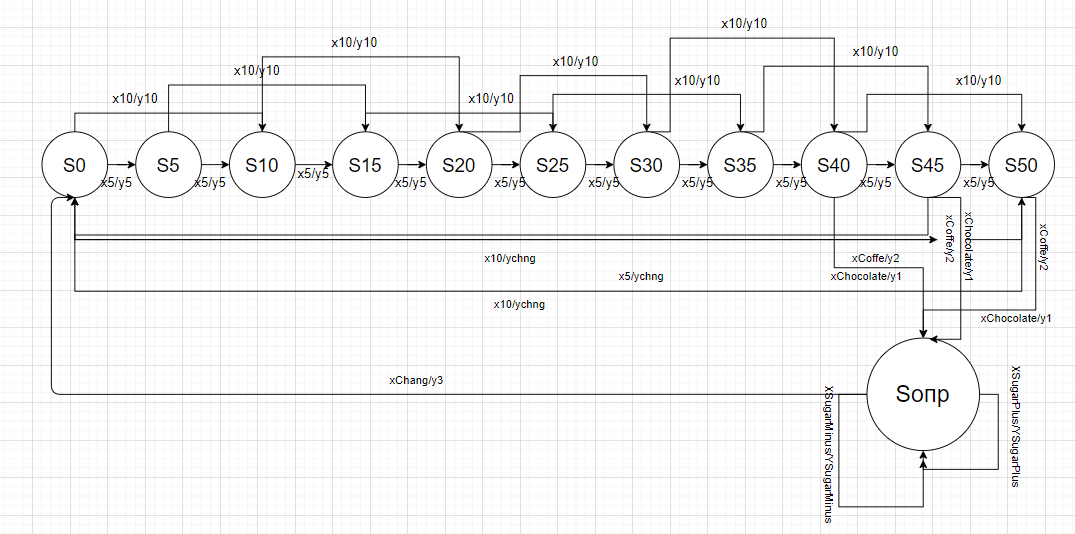 x10/y10
x10/y10
x10/y10
x10/y10
x10/y10
x10/y10
x10/y10
x10/y10
x10/y10
S0
S5
S10
S15
S20
S25
S30
S35
S40
S45
S50
x5/y5
x5/y5
x5/y5
x5/y5
x5/y5
x5/y5
x5/y5
x5/y5
x5/y5
x5/y5
xCoffe/y2
xChocolate/y1
xCoffe/y2
x10/ychng
xCoffe/y2
x5/ychng
xChocolate/y1
x10/ychng
xChocolate/y1
xChang/y3
Sопр
XSugarMinus/YSugarMinus
XSugarPlus/YSugarPlus